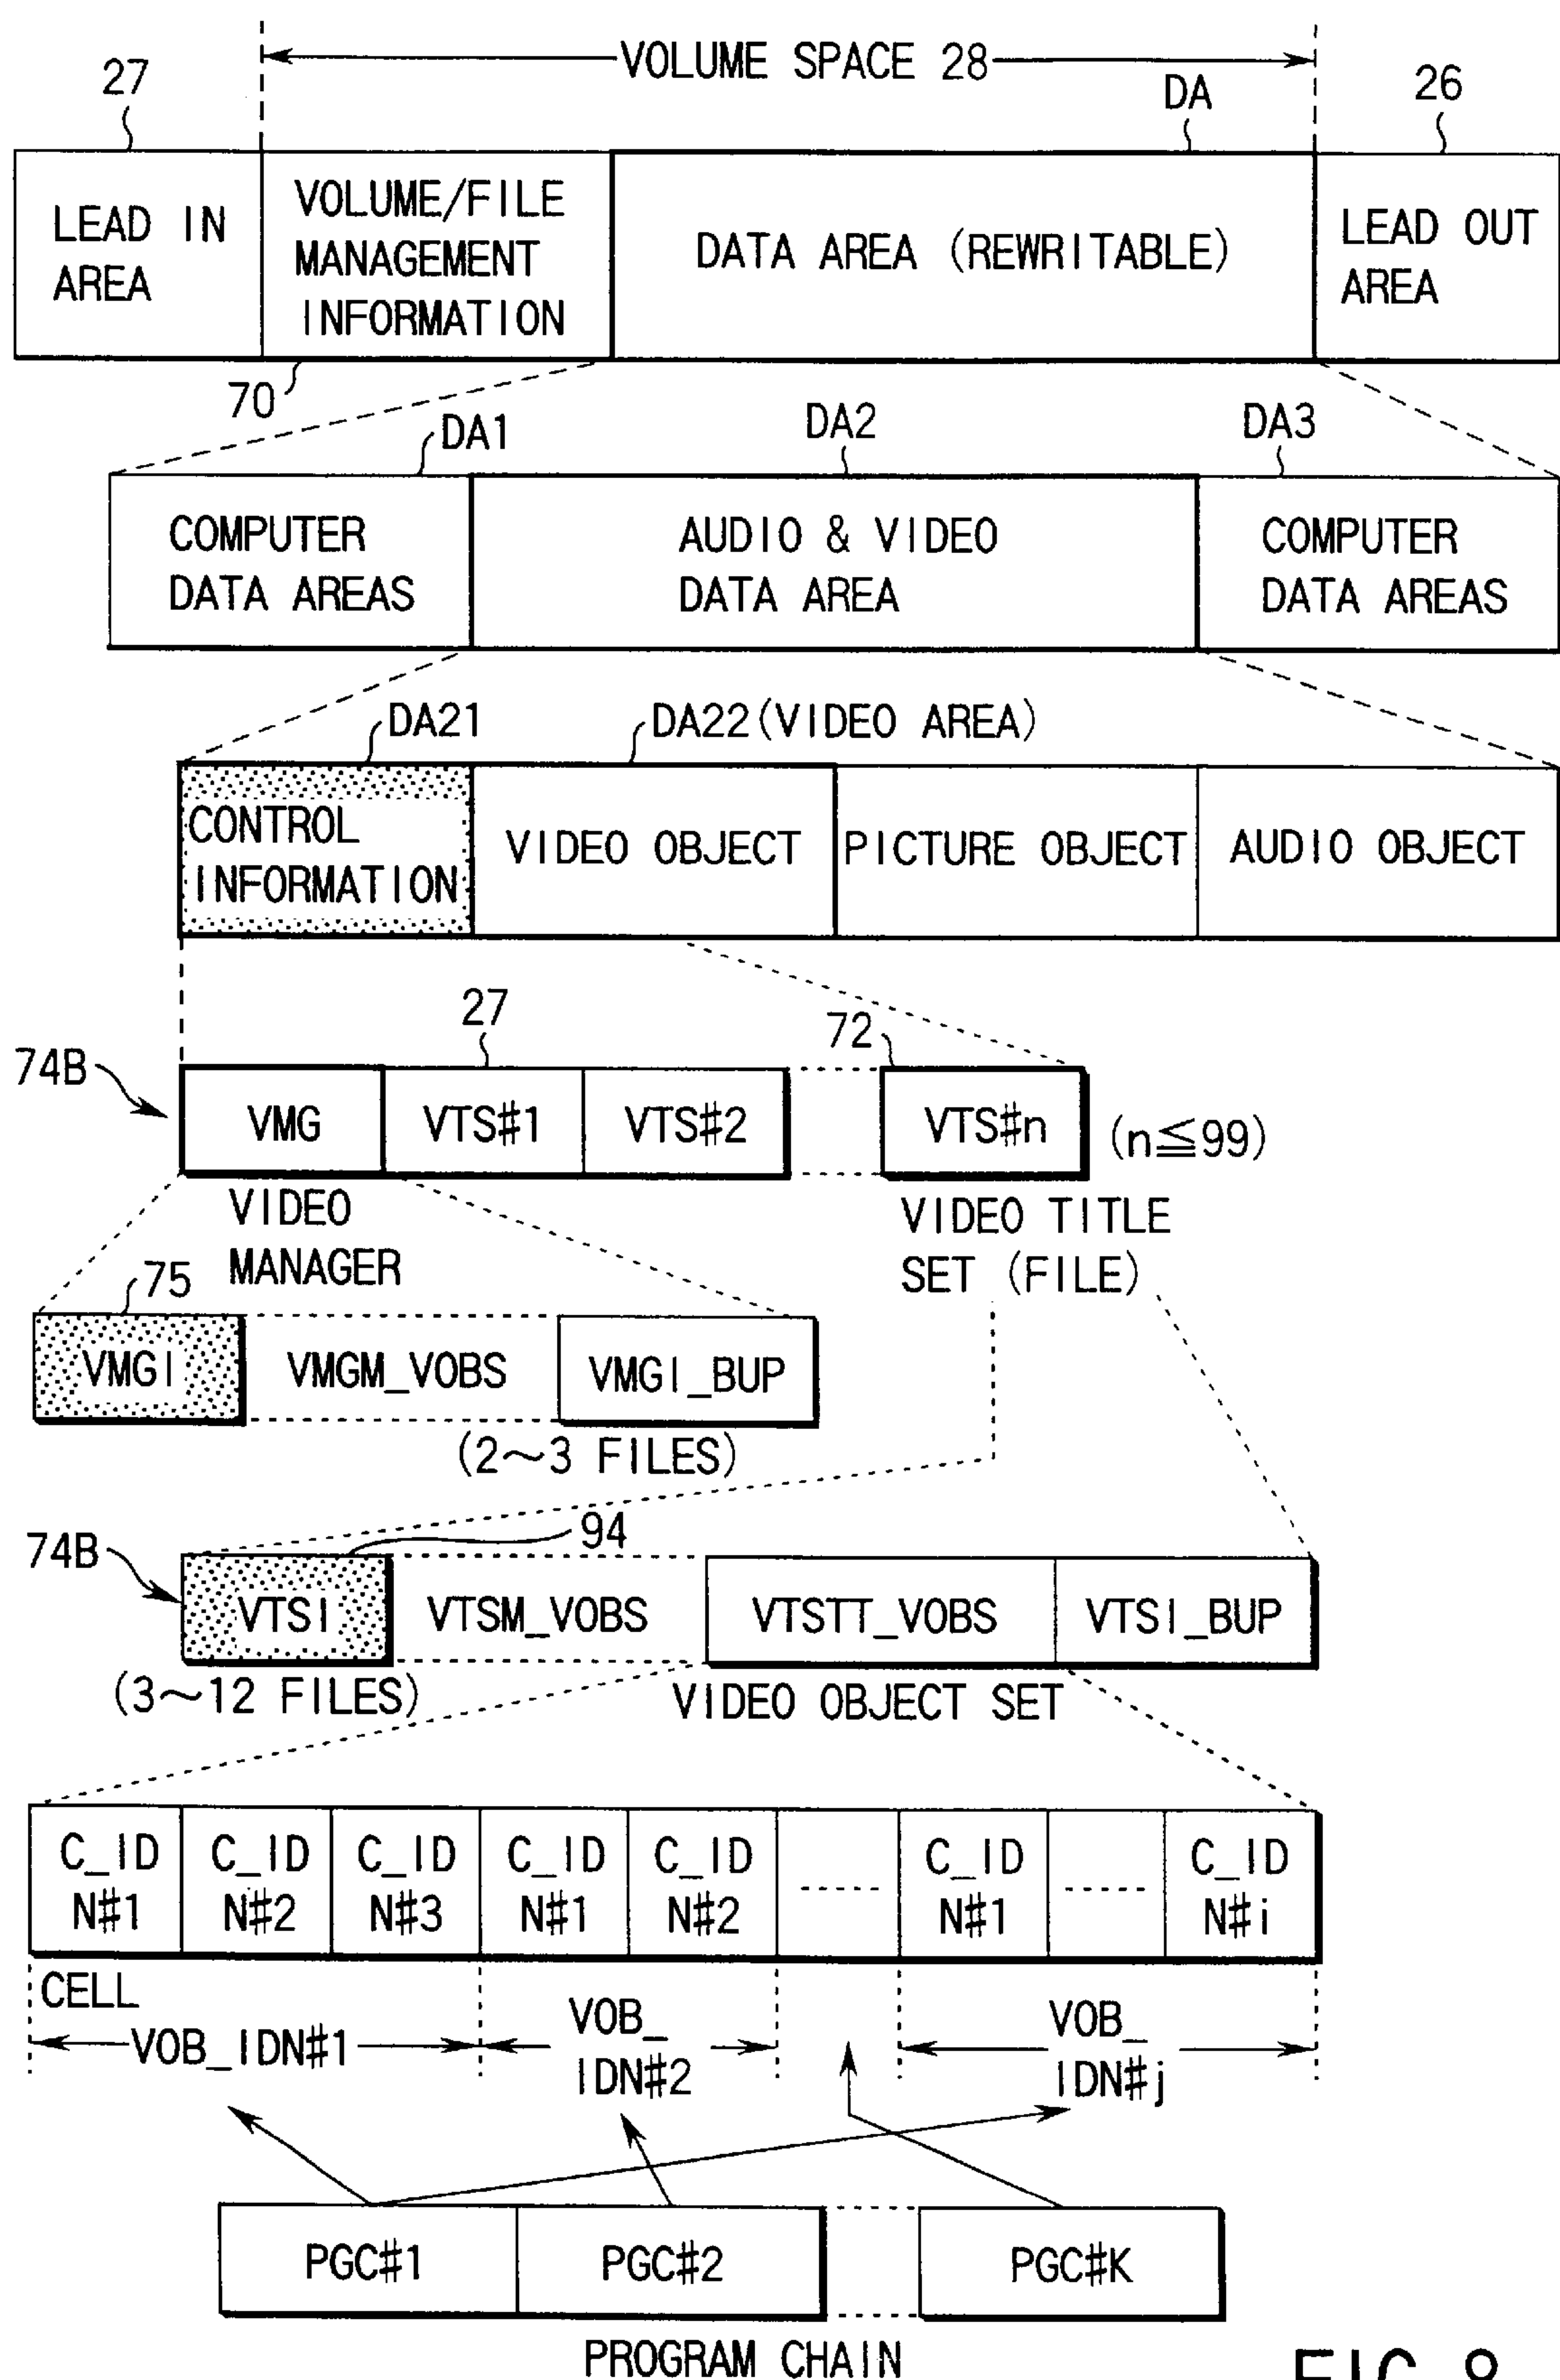 VOLUME SPACE 28
27
DA
26
LEAD IN
AREA
VOLUME/FILE
MANAGEMENT
INFORMATION
DATA AREA (REWRITABLE)
LEAD OUT
AREA
70
DA1
DA2
DA3
COMPUTER
DATA AREAS
AUDIO & VIDEO
DATA AREA
COMPUTER
DATA AREAS
DA21
DA22 (VIDEO AREA)
CONTROL
INFORMATION
VIDEO OBJECT
PICTURE OBJECT
AUDIO OBJECT
27
72
74B
VMG
VTS#1
VTS#2
VTS#n
(n≦99)
VIDEO
MANAGER
VIDEO TITLE
SET (FILE)
75
VMGI
VMGM_VOBS
VMGI_BUP
(2~3 FILES)
94
74B
VTSI
VTSM_VOBS
VTSTT_VOBS
VTSI_BUP
(3~12 FILES)
VIDEO OBJECT SET
C_ID
N#1
C_ID
N#2
C_ID
N#3
C_ID
N#1
C_ID
N#2
C_ID
N#1
C_ID
N#i
CELL
VOB_IDN#1
VOB_
IDN#2
VOB_
IDN#j
PGC#1
PGC#2
PGC#K
PROGRAM CHAIN
FIG. 8